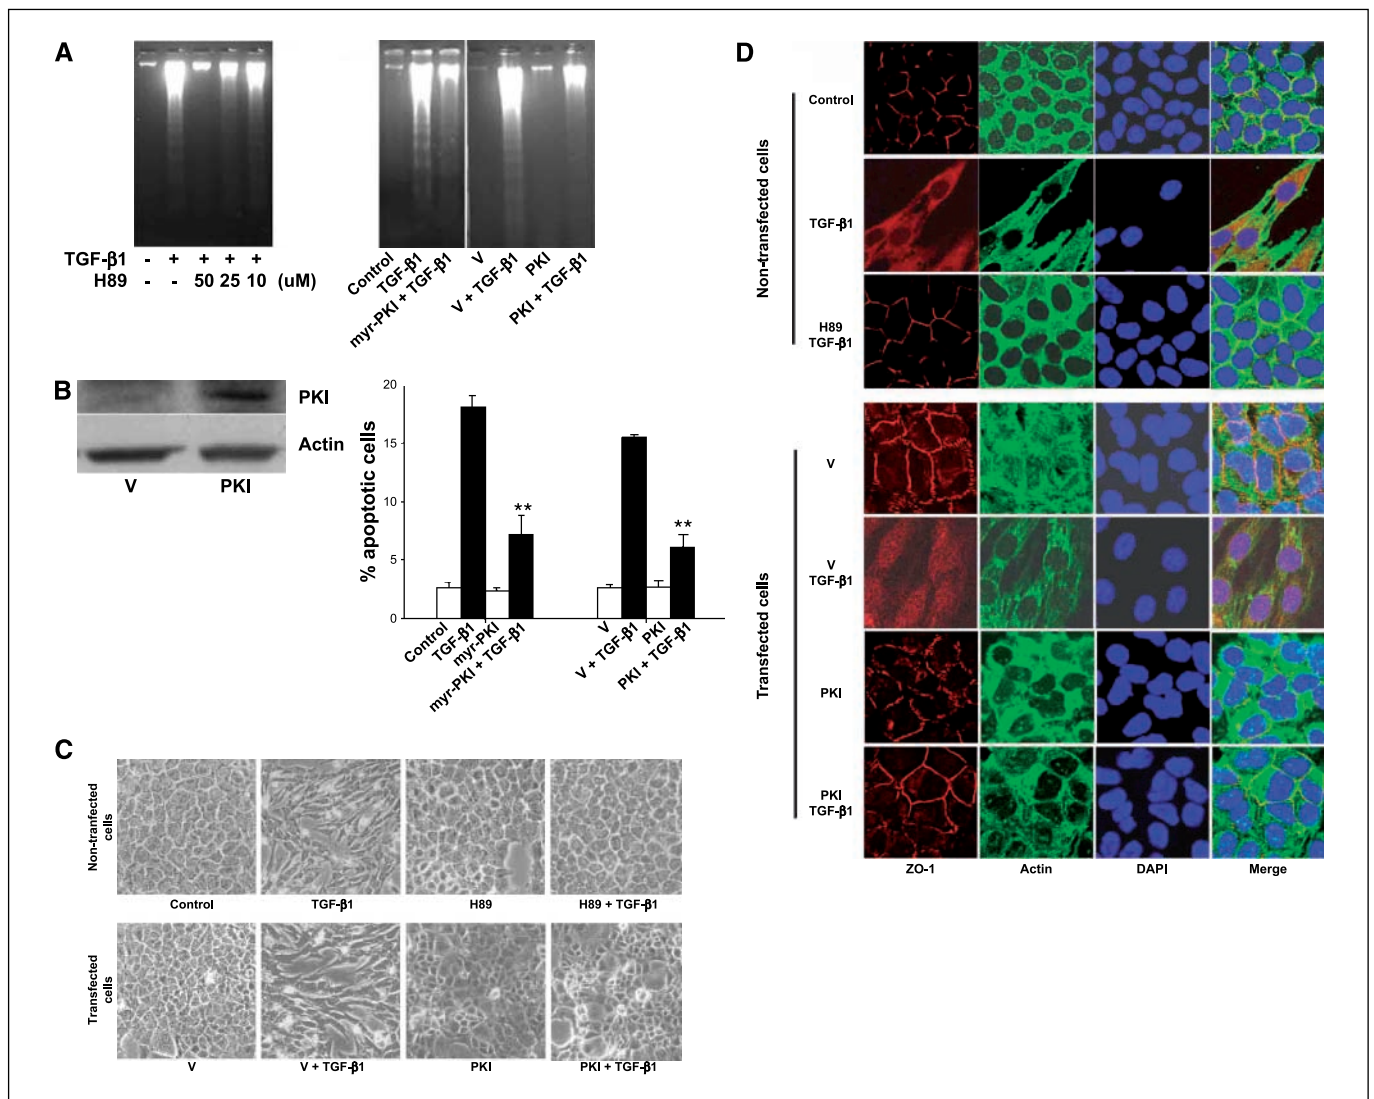 A
TGF-β1 - + + + +
H89 - - 50 25 10 (uM)
Control
TGF-β1
myr-PKI + TGF-β1
V
V + TGF-β1
PKI
PKI + TGF-β1
B
PKI
Actin
V PKI
% apoptotic cells
20
15
10
5
0
**
**
Control
TGF-β1
myr-PKI
myr-PKI + TGF-β1
V
V + TGF-β1
PKI
PKI + TGF-β1
C
Non-tranfected
cells
Control TGF-β1 H89 H89 + TGF-β1
Transfected
cells
V V + TGF-β1 PKI PKI + TGF-β1
D
Non-transfected cells
Control
TGF-β1
H89
TGF-β1
Transfected cells
V
V
TGF-β1
PKI
PKI
TGF-β1
ZO-1 Actin DAPI Merge